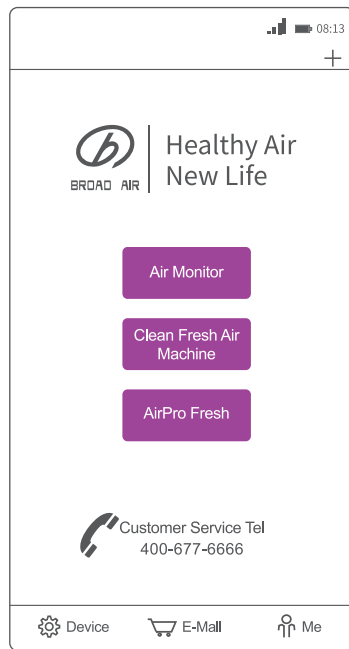 08:13
Healthy Air
New Life
BROAD AIR
Air Monitor
Clean Fresh Air
Machine
AirPro Fresh
Customer Service Tel
400-677-6666
Device
E-Mall
Me